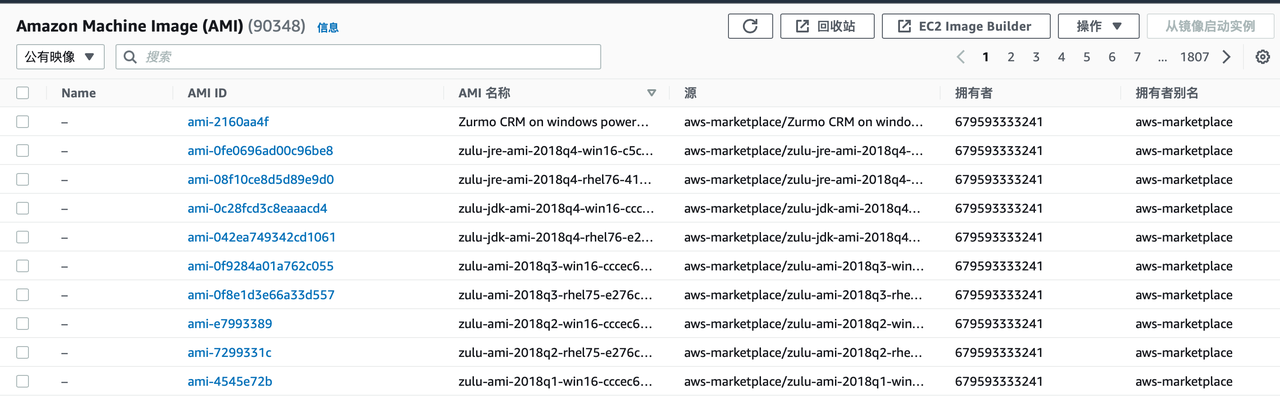 Amazon Machine Image (AMI) (90348) 信息 回收站 EC2 Image Builder 操作 从镜像启动实例
公有映像 搜索 1 2 3 4 5 6 7 ... 1807
Name AMI ID AMI 名称 源 拥有者 拥有者别名
– ami-2160aa4f Zurmo CRM on windows power... aws-marketplace/Zurmo CRM on windo... 679593333241 aws-marketplace
– ami-0fe0696ad00c96be8 zulu-jre-ami-2018q4-win16-c5c... aws-marketplace/zulu-jre-ami-2018q4-... 679593333241 aws-marketplace
– ami-08f10ce8d5d89e9d0 zulu-jre-ami-2018q4-rhel76-41... aws-marketplace/zulu-jre-ami-2018q4-... 679593333241 aws-marketplace
– ami-0c28fcd3c8eaaacd4 zulu-jdk-ami-2018q4-win16-ccc... aws-marketplace/zulu-jdk-ami-2018q4... 679593333241 aws-marketplace
– ami-042ea749342cd1061 zulu-jdk-ami-2018q4-rhel76-e2... aws-marketplace/zulu-jdk-ami-2018q4... 679593333241 aws-marketplace
– ami-0f9284a01a762c055 zulu-ami-2018q3-win16-cccec6... aws-marketplace/zulu-ami-2018q3-win... 679593333241 aws-marketplace
– ami-0f8e1d3e66a33d557 zulu-ami-2018q3-rhel75-e276c... aws-marketplace/zulu-ami-2018q3-rhe... 679593333241 aws-marketplace
– ami-e7993389 zulu-ami-2018q2-win16-cccec6... aws-marketplace/zulu-ami-2018q2-win... 679593333241 aws-marketplace
– ami-7299331c zulu-ami-2018q2-rhel75-e276c... aws-marketplace/zulu-ami-2018q2-rhe... 679593333241 aws-marketplace
– ami-4545e72b zulu-ami-2018q1-win16-cccec6... aws-marketplace/zulu-ami-2018q1-win... 679593333241 aws-marketplace